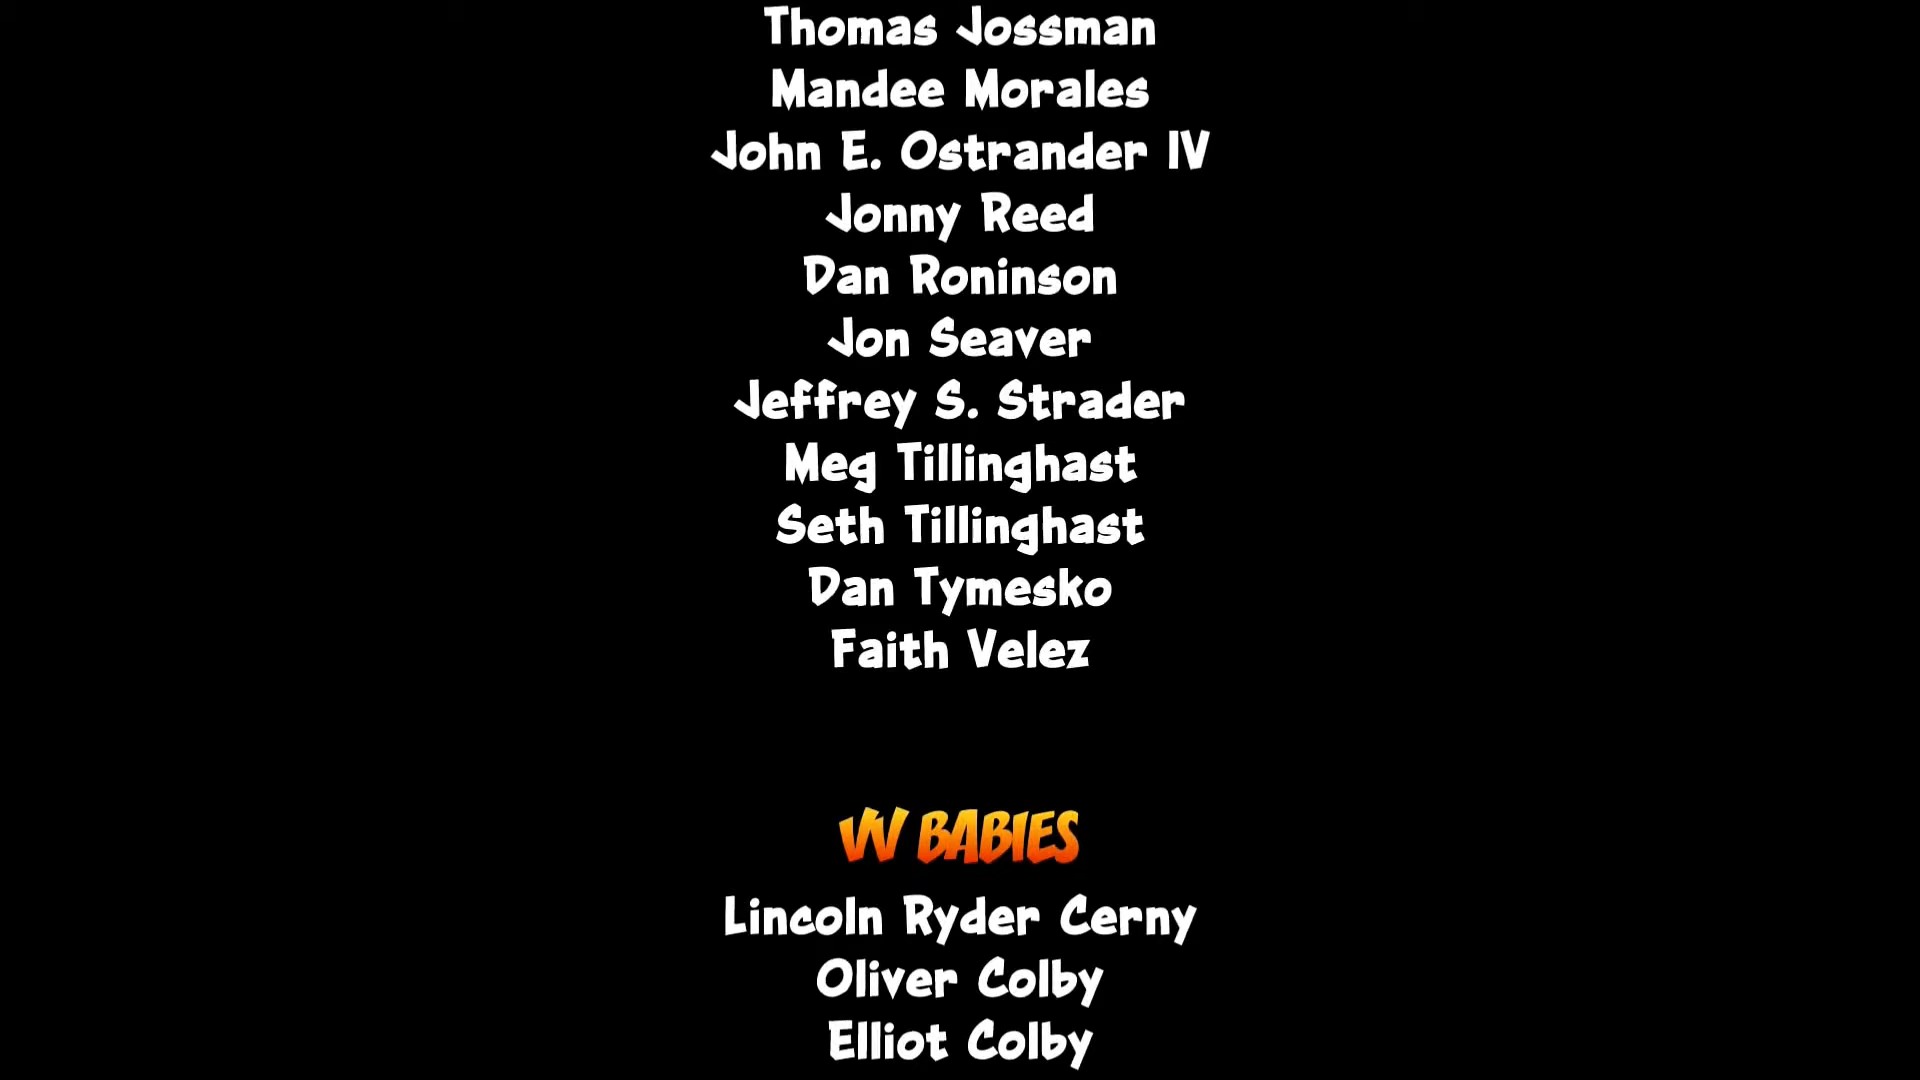 Thomas Jossman
Mandee Morales
John E. Ostrander IV
Jonny Reed
Dan Roninson
Jon Seaver
Jeffrey S. Strader
Meg Tillinghast
Seth Tillinghast
Dan Tymesko
Faith Velez
VV BABIES
Lincoln Ryder Cerny
Oliver Colby
Elliot Colby